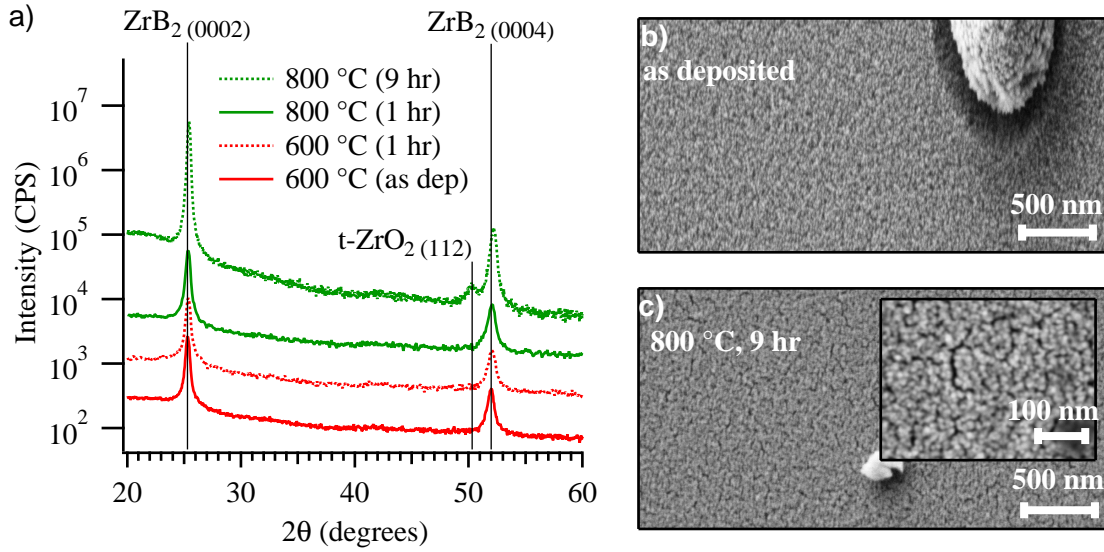 a)
ZrB2 (0002)
ZrB2 (0004)
800 °C (9 hr)
800 °C (1 hr)
600 °C (1 hr)
600 °C (as dep)
t-ZrO2 (112)
Intensity (CPS)
10^7
10^6
10^5
10^4
10^3
10^2
20
30
40
50
60
2θ (degrees)
b)
as deposited
500 nm
c)
800 °C, 9 hr
100 nm
500 nm